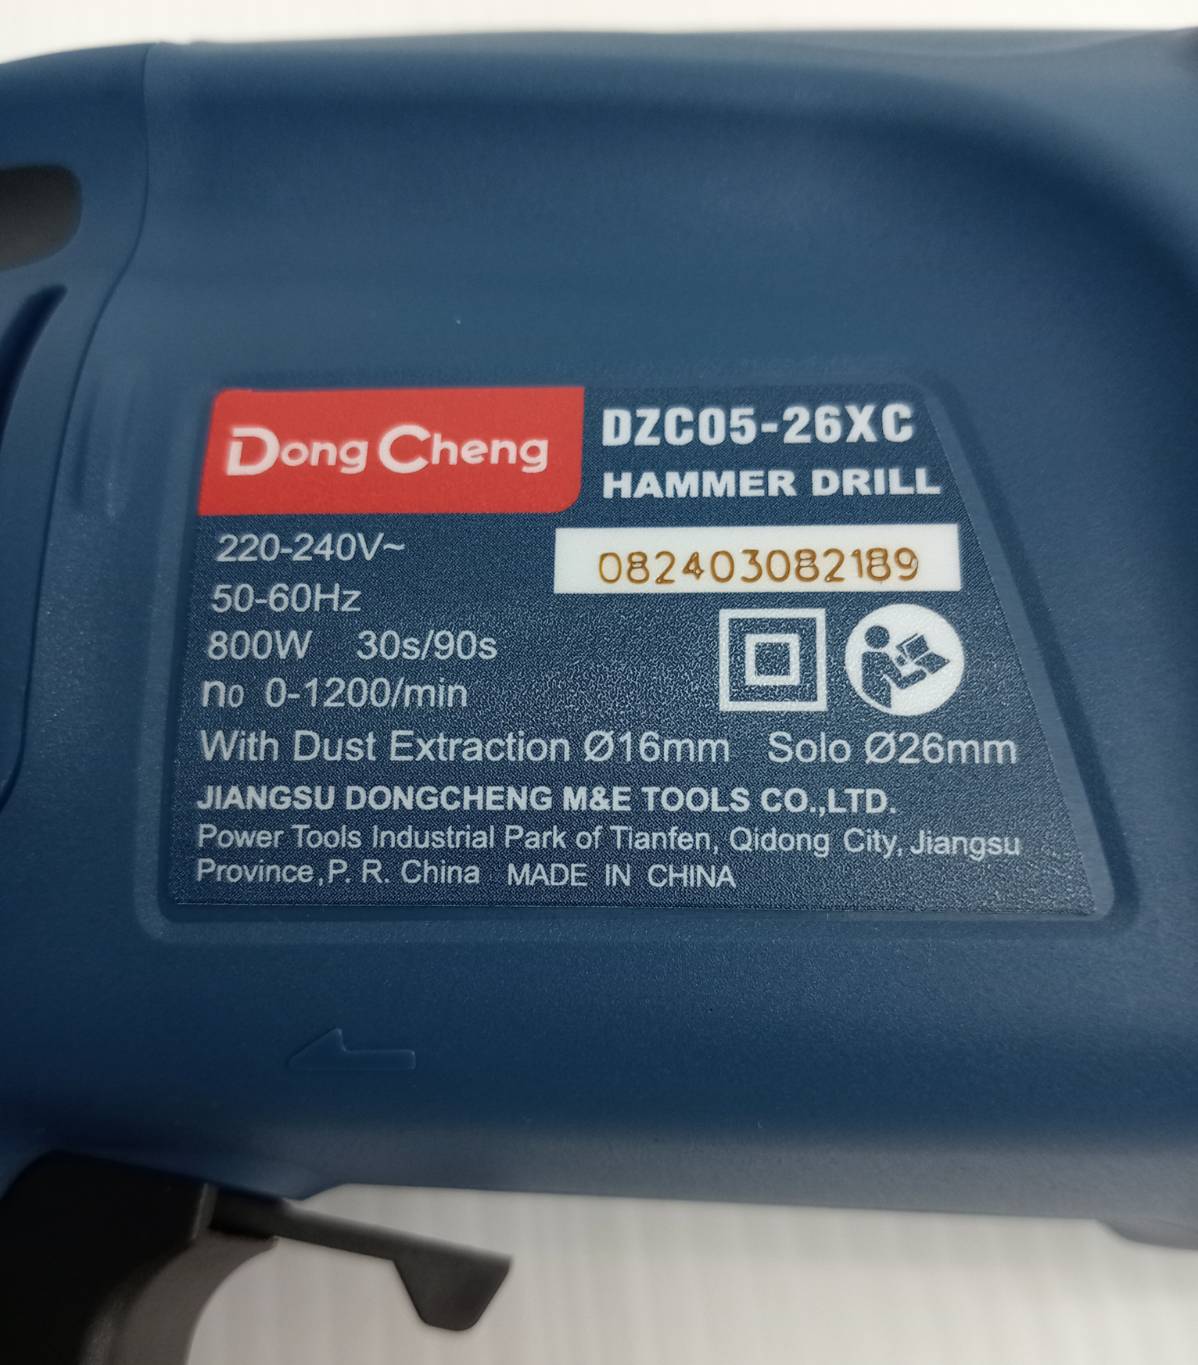 Dong Cheng
DZC05-26XC
HAMMER DRILL
220-240V~
082403082189
50-60Hz
800W 30s/90s
n0 0-1200/min
With Dust Extraction Ø16mm Solo Ø26mm
JIANGSU DONGCHENG M&E TOOLS CO.,LTD.
Power Tools Industrial Park of Tianfen, Qidong City, Jiangsu
Province, P. R. China MADE IN CHINA